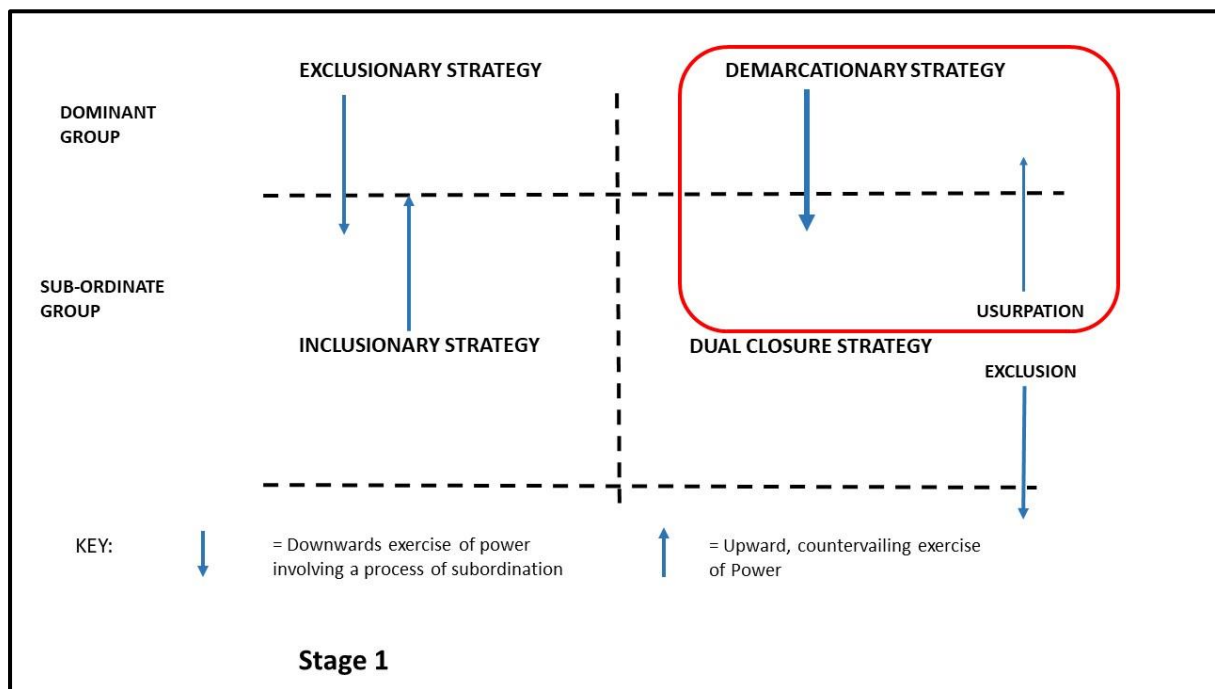 EXCLUSIONARY STRATEGY
DEMARCATIONARY STRATEGY
DOMINANT
GROUP
SUB-ORDINATE
GROUP
USURPATION
INCLUSIONARY STRATEGY
DUAL CLOSURE STRATEGY
EXCLUSION
KEY:
= Downwards exercise of power
involving a process of subordination
= Upward, countervailing exercise
of Power
Stage 1